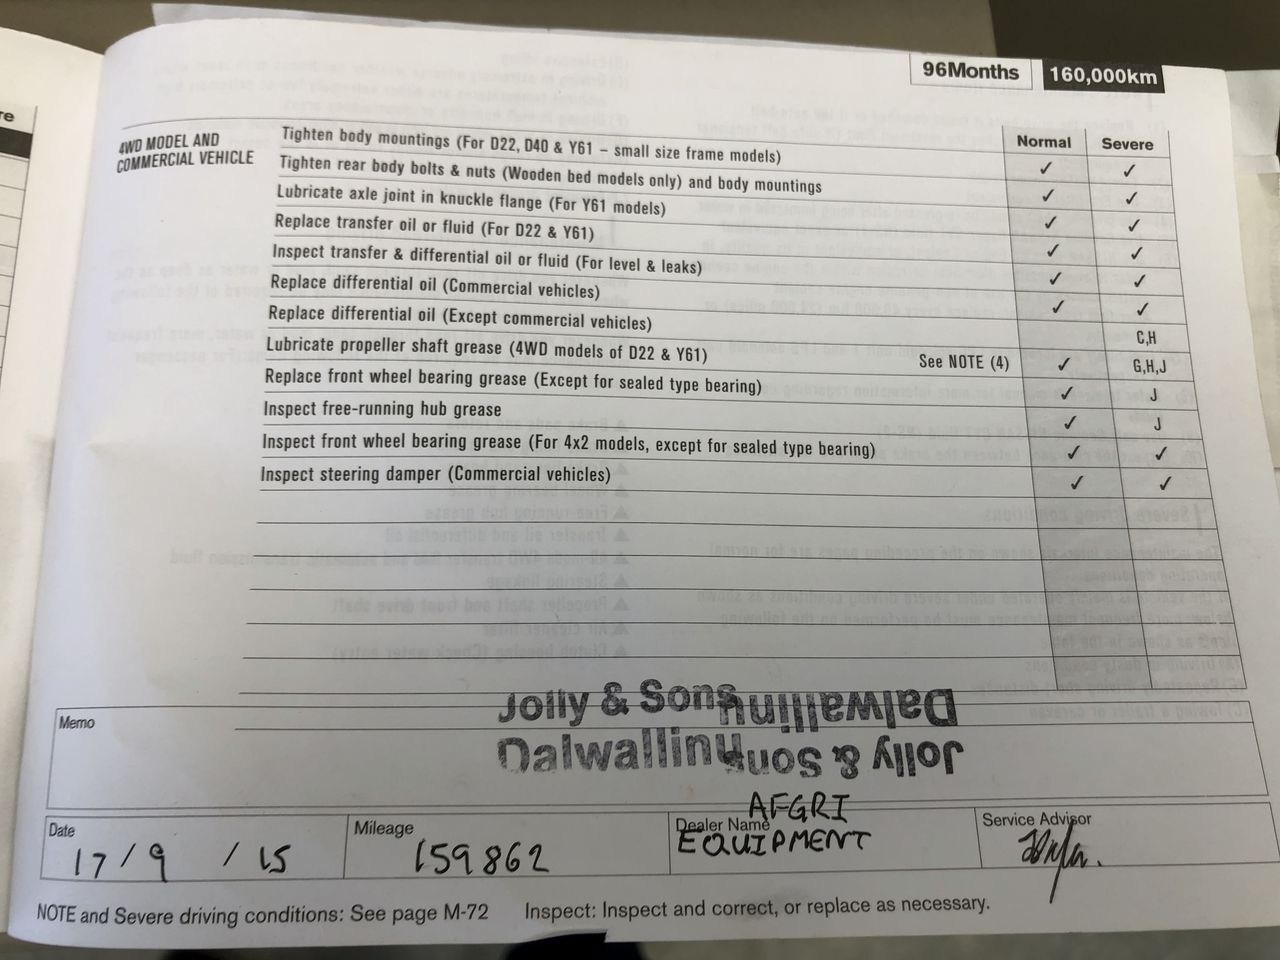 re
96Months 160,000km
4WD MODEL AND
COMMERCIAL VEHICLE
Normal Severe
Tighten body mountings (For D22, D40 & Y61 – small size frame models) ✓ ✓
Tighten rear body bolts & nuts (Wooden bed models only) and body mountings ✓ ✓
Lubricate axle joint in knuckle flange (For Y61 models) ✓ ✓
Replace transfer oil or fluid (For D22 & Y61) ✓ ✓
Inspect transfer & differential oil or fluid (For level & leaks) ✓ ✓
Replace differential oil (Commercial vehicles) ✓ ✓
Replace differential oil (Except commercial vehicles) C,H
Lubricate propeller shaft grease (4WD models of D22 & Y61) See NOTE (4) ✓ G,H,J
Replace front wheel bearing grease (Except for sealed type bearing) ✓ J
Inspect free-running hub grease ✓ J
Inspect front wheel bearing grease (For 4x2 models, except for sealed type bearing) ✓ ✓
Inspect steering damper (Commercial vehicles) ✓ ✓
Memo
Jolly & Sons
Dalwallinu
Jolly & Sons
Dalwallinu
Date
17/9/15
Mileage
159862
Dealer Name
AFGRI
EQUIPMENT
Service Advisor
NOTE and Severe driving conditions: See page M-72 Inspect: Inspect and correct, or replace as necessary.